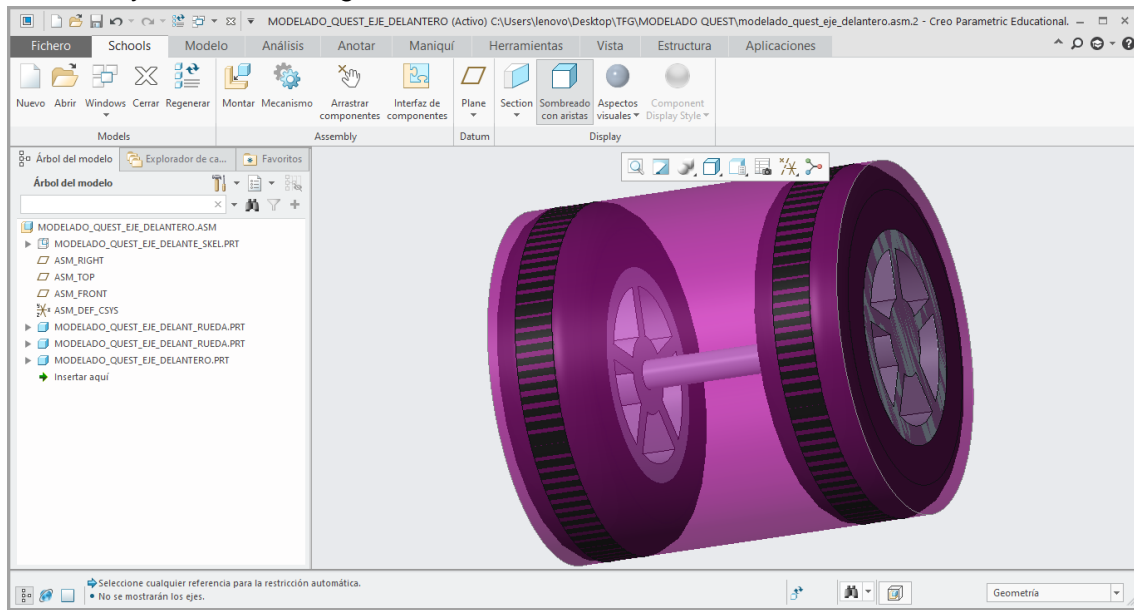 MODELADO_QUEST_EJE_DELANTERO (Activo) C:\Users\lenovo\Desktop\TFG\MODELADO QUEST\modelado_quest_eje_delantero.asm.2 - Creo Parametric Educational.
Fichero Schools Modelo Análisis Anotar Maniquí Herramientas Vista Estructura Aplicaciones
Nuevo Abrir Windows Cerrar Regenerar Montar Mecanismo Arrastrar componentes Interfaz de componentes Plane Section Sombreado con aristas Aspectos visuales Component Display Style
Models Assembly Datum Display
Árbol del modelo Explorador de ca... Favoritos
Árbol del modelo
MODELADO_QUEST_EJE_DELANTERO.ASM
MODELADO_QUEST_EJE_DELANTE_SKEL.PRT
ASM_RIGHT
ASM_TOP
ASM_FRONT
ASM_DEF_CSYS
MODELADO_QUEST_EJE_DELANT_RUEDA.PRT
MODELADO_QUEST_EJE_DELANT_RUEDA.PRT
MODELADO_QUEST_EJE_DELANTERO.PRT
Insertar aquí
Seleccione cualquier referencia para la restricción automática.
No se mostrarán los ejes.
Geometría